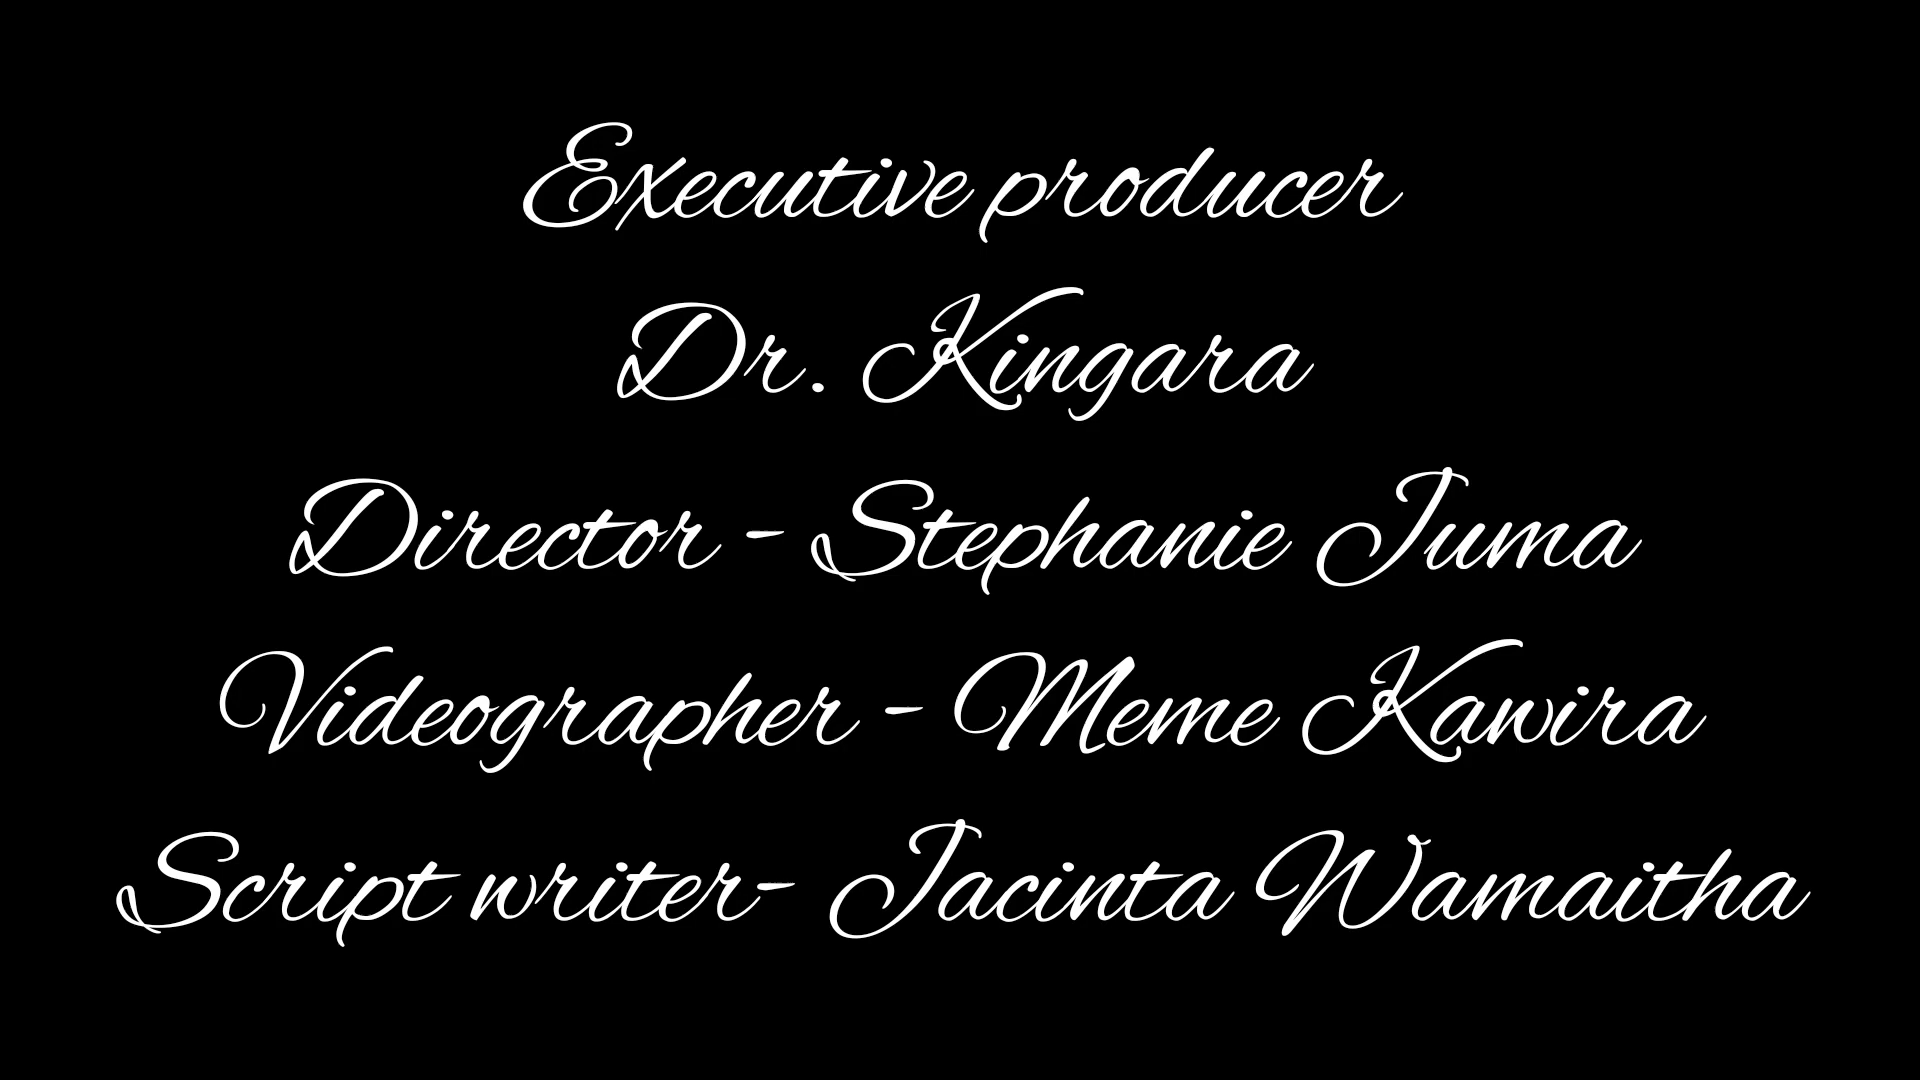 Executive producer
Dr. Kingara
Director - Stephanie Juma
Videographer - Meme Kawira
Script writer- Jacinta Wamaitha